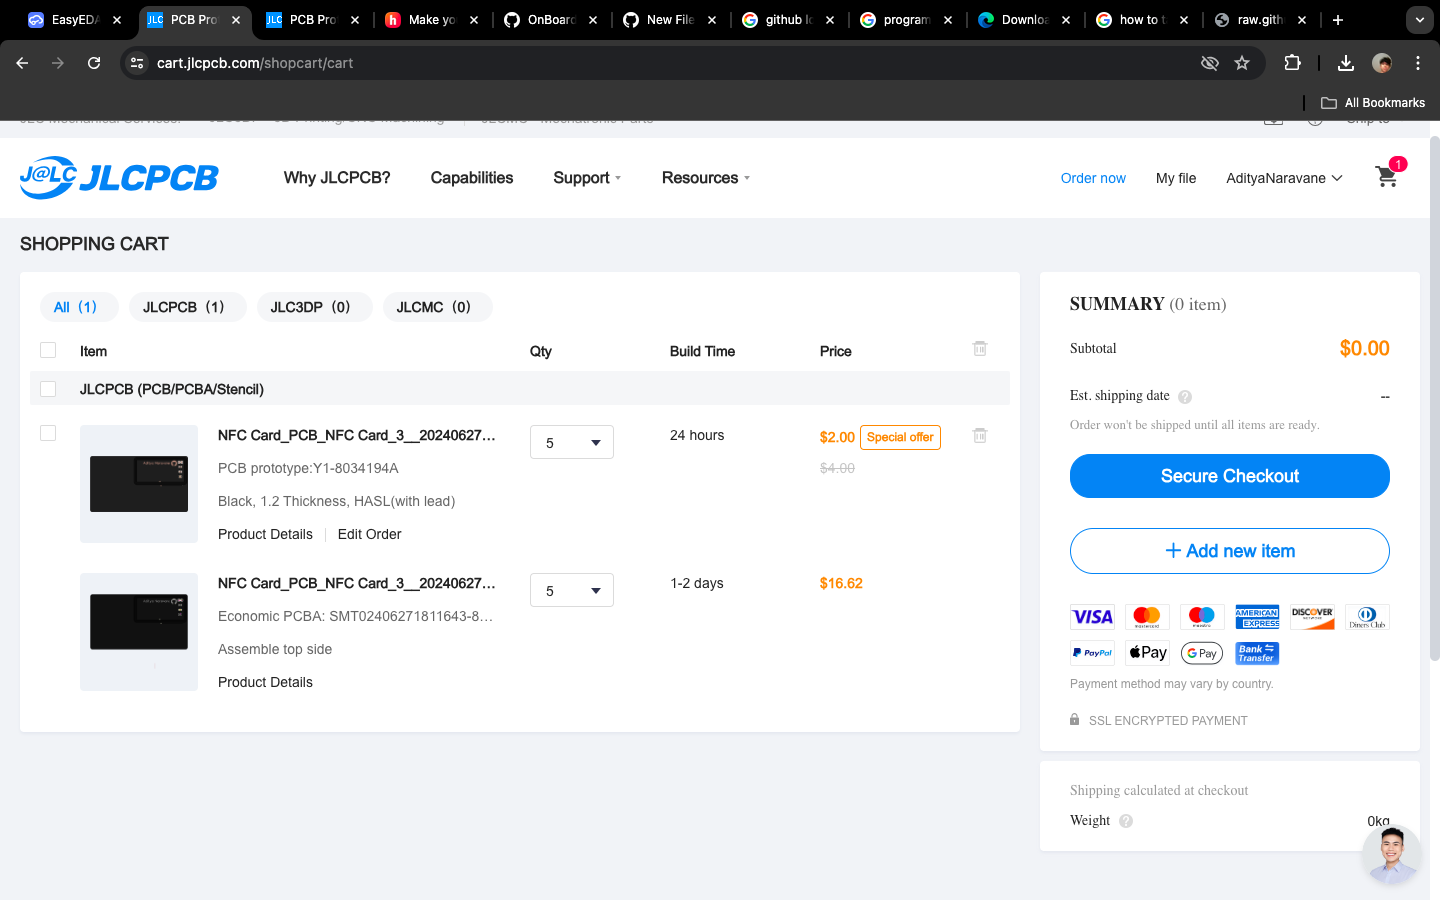 EasyEDA
PCB Pro
PCB Pro
Make yo
OnBoard
New File
github lo
program
Downloa
how to t
raw.gith
cart.jlcpcb.com/shopcart/cart
All Bookmarks
J@LC JLCPCB
Why JLCPCB?
Capabilities
Support
Resources
Order now
My file
AdityaNaravane
1
SHOPPING CART
All (1)
JLCPCB (1)
JLC3DP (0)
JLCMC (0)
Item
Qty
Build Time
Price
JLCPCB (PCB/PCBA/Stencil)
NFC Card_PCB_NFC Card_3__20240627...
5
24 hours
$2.00
Special offer
$4.00
PCB prototype:Y1-8034194A
Black, 1.2 Thickness, HASL(with lead)
Product Details
Edit Order
NFC Card_PCB_NFC Card_3__20240627...
5
1-2 days
$16.62
Economic PCBA: SMT02406271811643-8...
Assemble top side
Product Details
SUMMARY (0 item)
Subtotal
$0.00
Est. shipping date ?
--
Order won't be shipped until all items are ready.
Secure Checkout
+ Add new item
VISA
mastercard
maestro
AMERICAN EXPRESS
DISCOVER NETWORK
Diners Club
PayPal
Pay
G Pay
Bank Transfer
Payment method may vary by country.
SSL ENCRYPTED PAYMENT
Shipping calculated at checkout
Weight ?
0kg